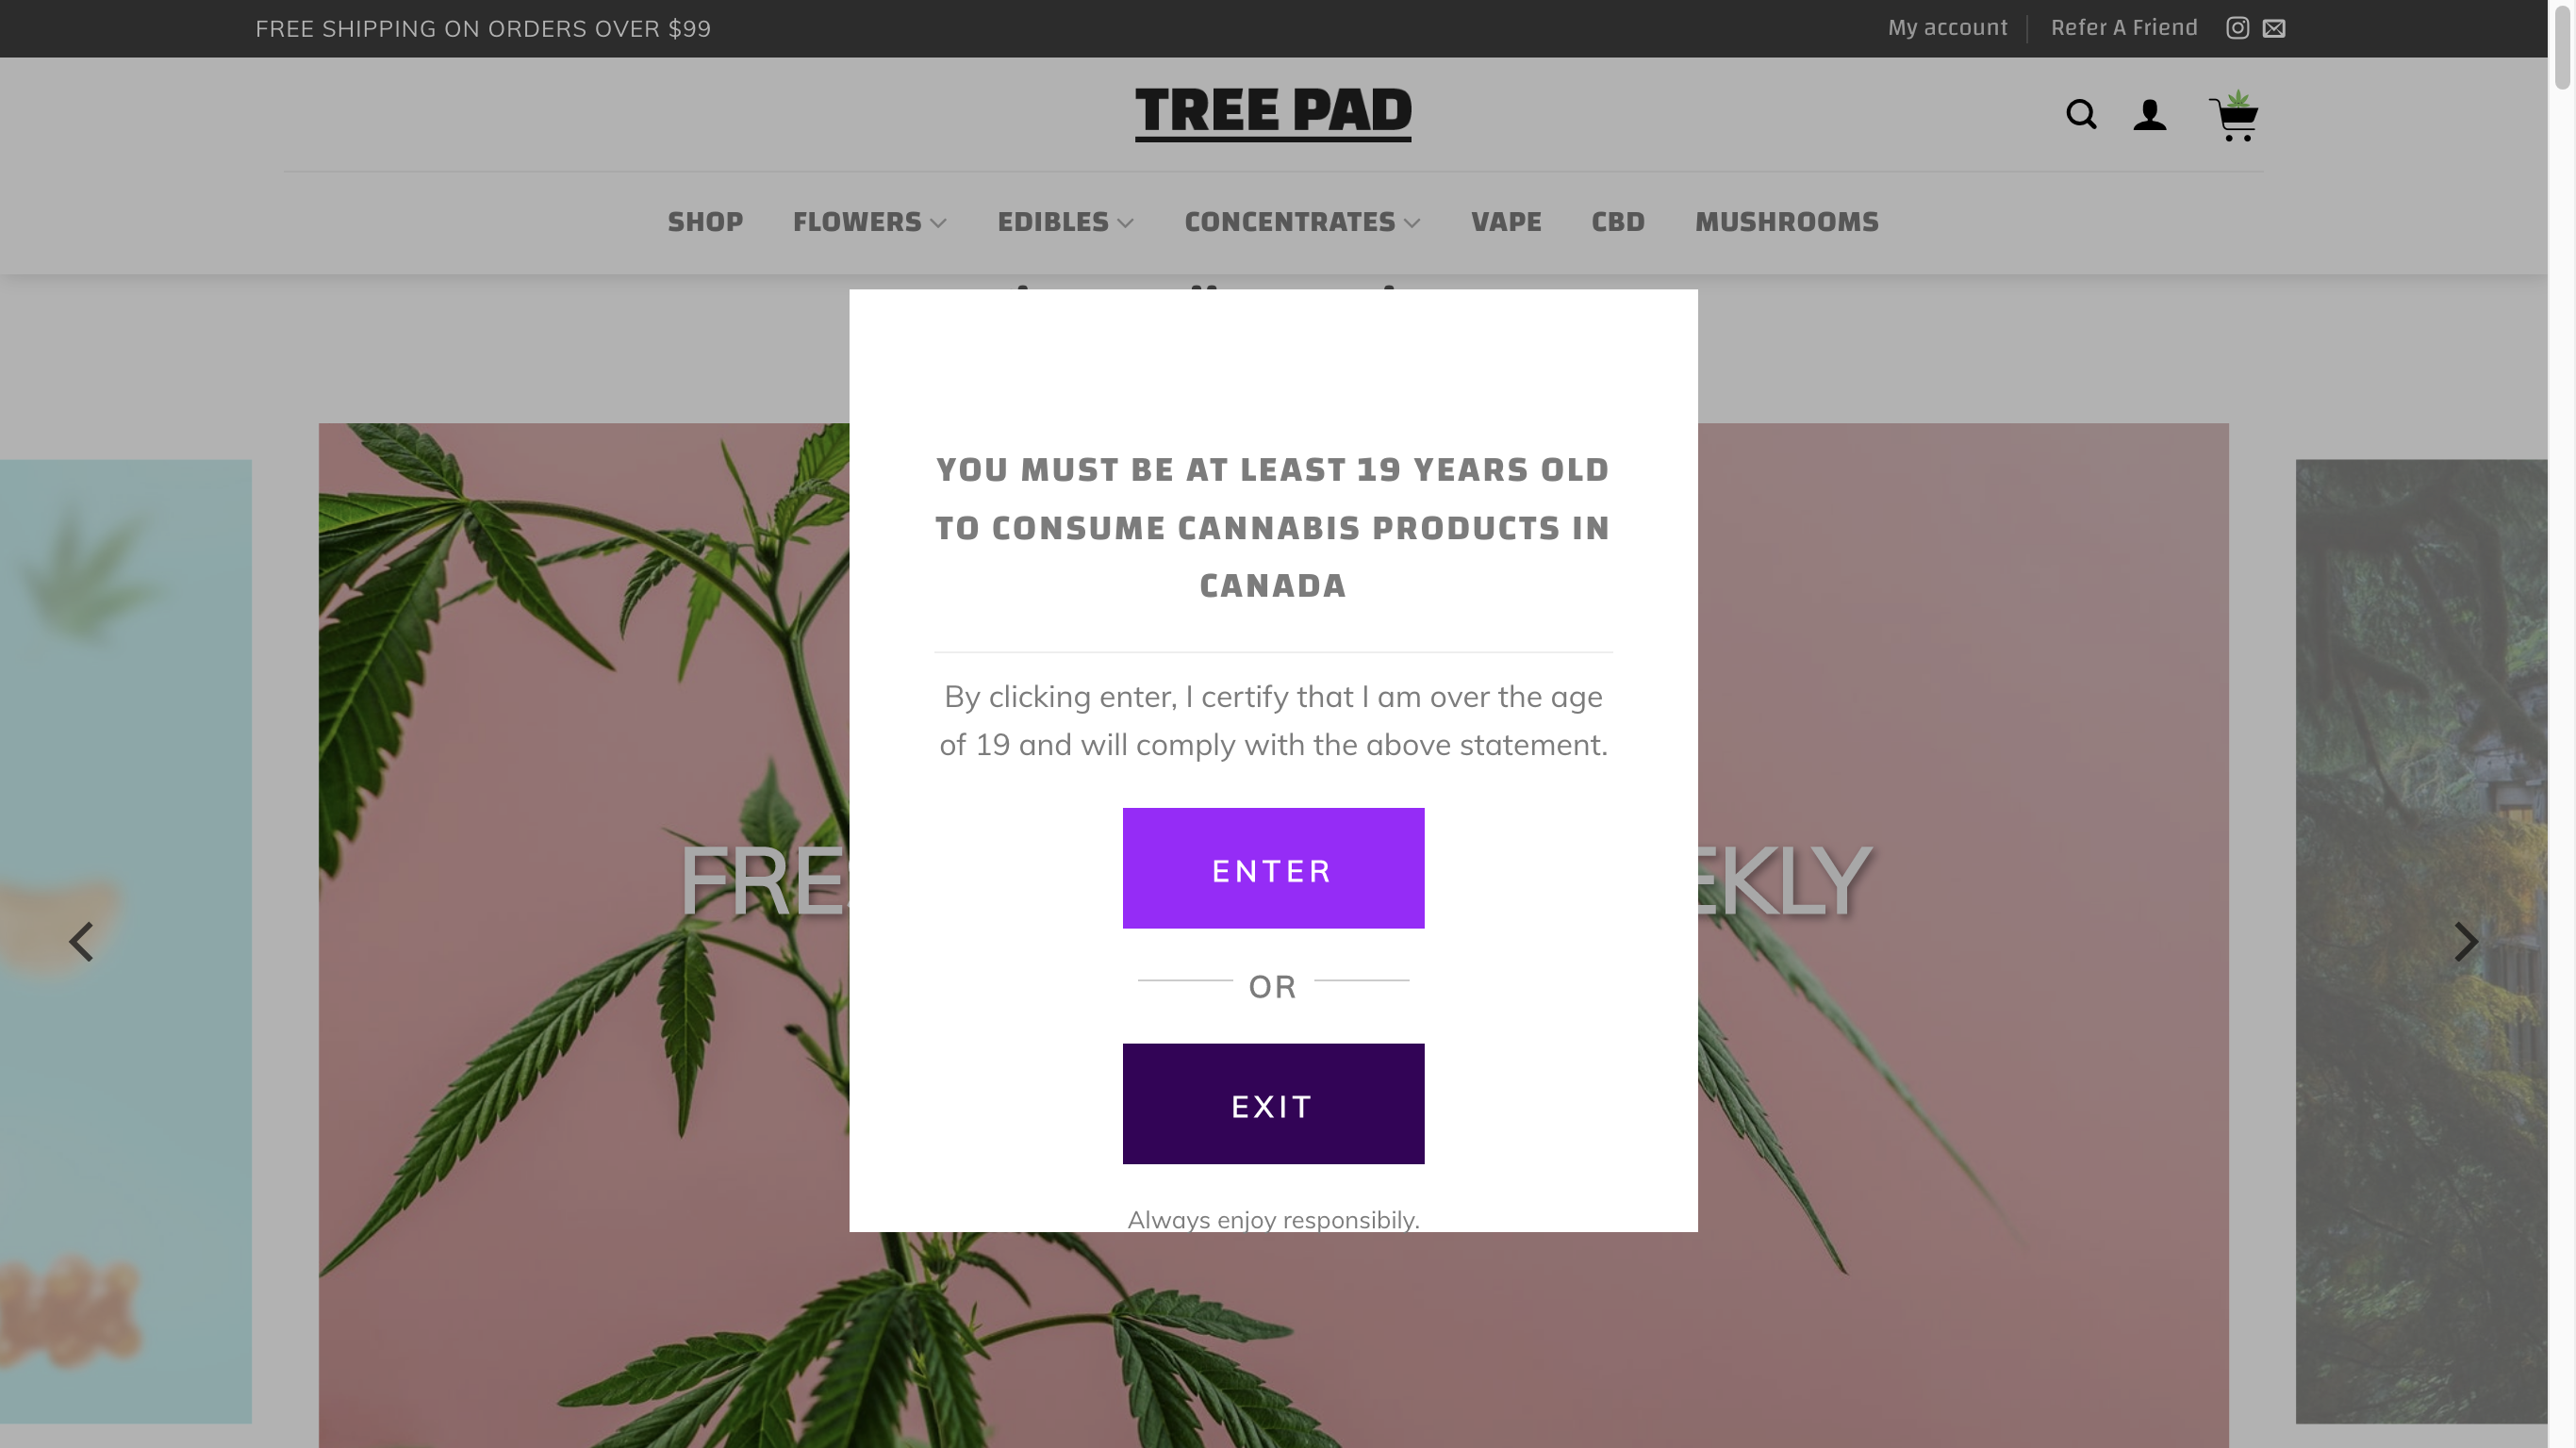 FREE SHIPPING ON ORDERS OVER $99
My account
Refer A Friend
TREE PAD
SHOP
FLOWERS
EDIBLES
CONCENTRATES
VAPE
CBD
MUSHROOMS
YOU MUST BE AT LEAST 19 YEARS OLD
TO CONSUME CANNABIS PRODUCTS IN
CANADA
By clicking enter, I certify that I am over the age
of 19 and will comply with the above statement.
ENTER
OR
EXIT
Always enjoy responsibily.